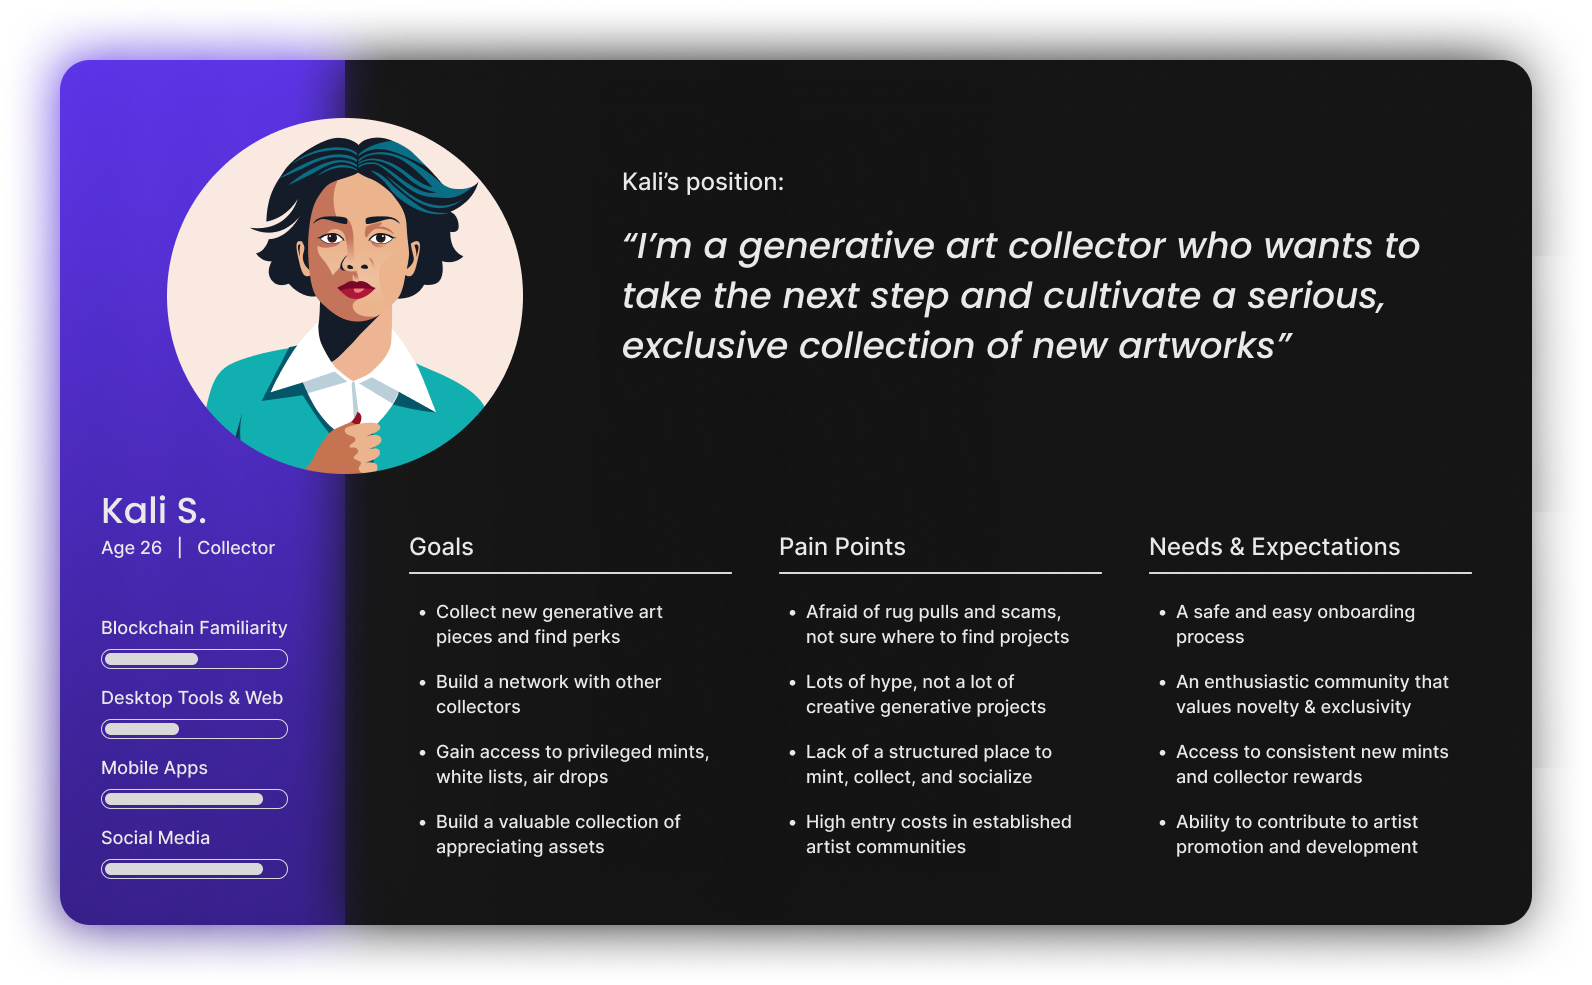 Kali's position:
“I'm a generative art collector who wants to
take the next step and cultivate a serious,
exclusive collection of new artworks”
Kali S.
Age 26 | Collector
Blockchain Familiarity
Desktop Tools & Web
Mobile Apps
Social Media
Goals
• Collect new generative art
pieces and find perks
• Build a network with other
collectors
• Gain access to privileged mints,
white lists, air drops
• Build a valuable collection of
appreciating assets
Pain Points
• Afraid of rug pulls and scams,
not sure where to find projects
• Lots of hype, not a lot of
creative generative projects
• Lack of a structured place to
mint, collect, and socialize
• High entry costs in established
artist communities
Needs & Expectations
• A safe and easy onboarding
process
• An enthusiastic community that
values novelty & exclusivity
• Access to consistent new mints
and collector rewards
• Ability to contribute to artist
promotion and development